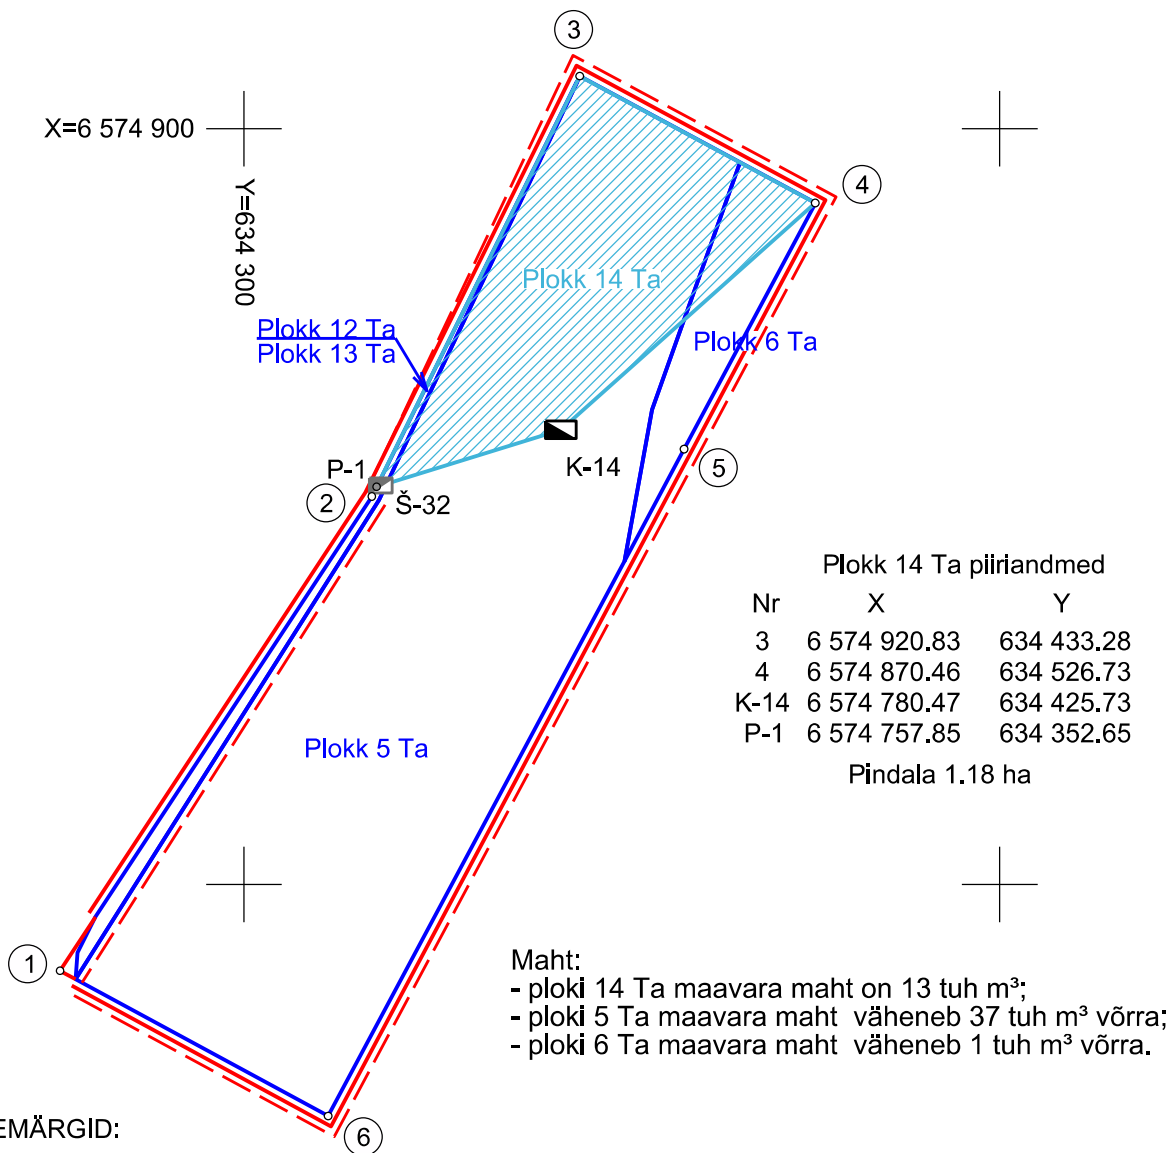 3
X=6 574 900
4
Y=634 300
Plokk 14 Ta
Plokk 12 Ta
Plokk 13 Ta
Plokk 6 Ta
P-1
K-14
5
2
Š-32
Plokk 14 Ta piiriandmed
Nr X Y
3 6 574 920.83 634 433.28
4 6 574 870.46 634 526.73
K-14 6 574 780.47 634 425.73
P-1 6 574 757.85 634 352.65
Pindala 1.18 ha
Plokk 5 Ta
1
Maht:
- ploki 14 Ta maavara maht on 13 tuh m³;
- ploki 5 Ta maavara maht väheneb 37 tuh m³ võrra;
- ploki 6 Ta maavara maht väheneb 1 tuh m³ võrra.
EMÄRGID:
6